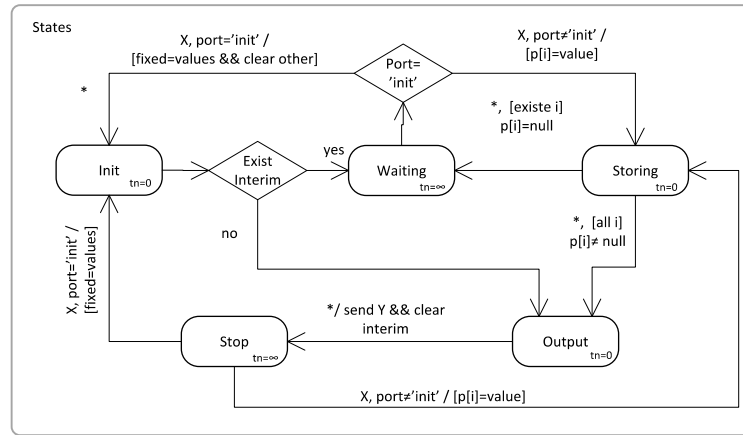 States
X, port='init' /
[fixed=values && clear other]
X, port≠'init' /
[p[i]=value]
Port=
'init'
*
*, [existe i]
p[i]=null
Init
tn=0
Exist
Interim
yes
Waiting
tn=∞
Storing
tn=0
no
*, [all i]
p[i]≠ null
X, port='init' /
[fixed=values]
*/ send Y && clear
interim
Stop
tn=∞
Output
tn=0
X, port≠'init' / [p[i]=value]